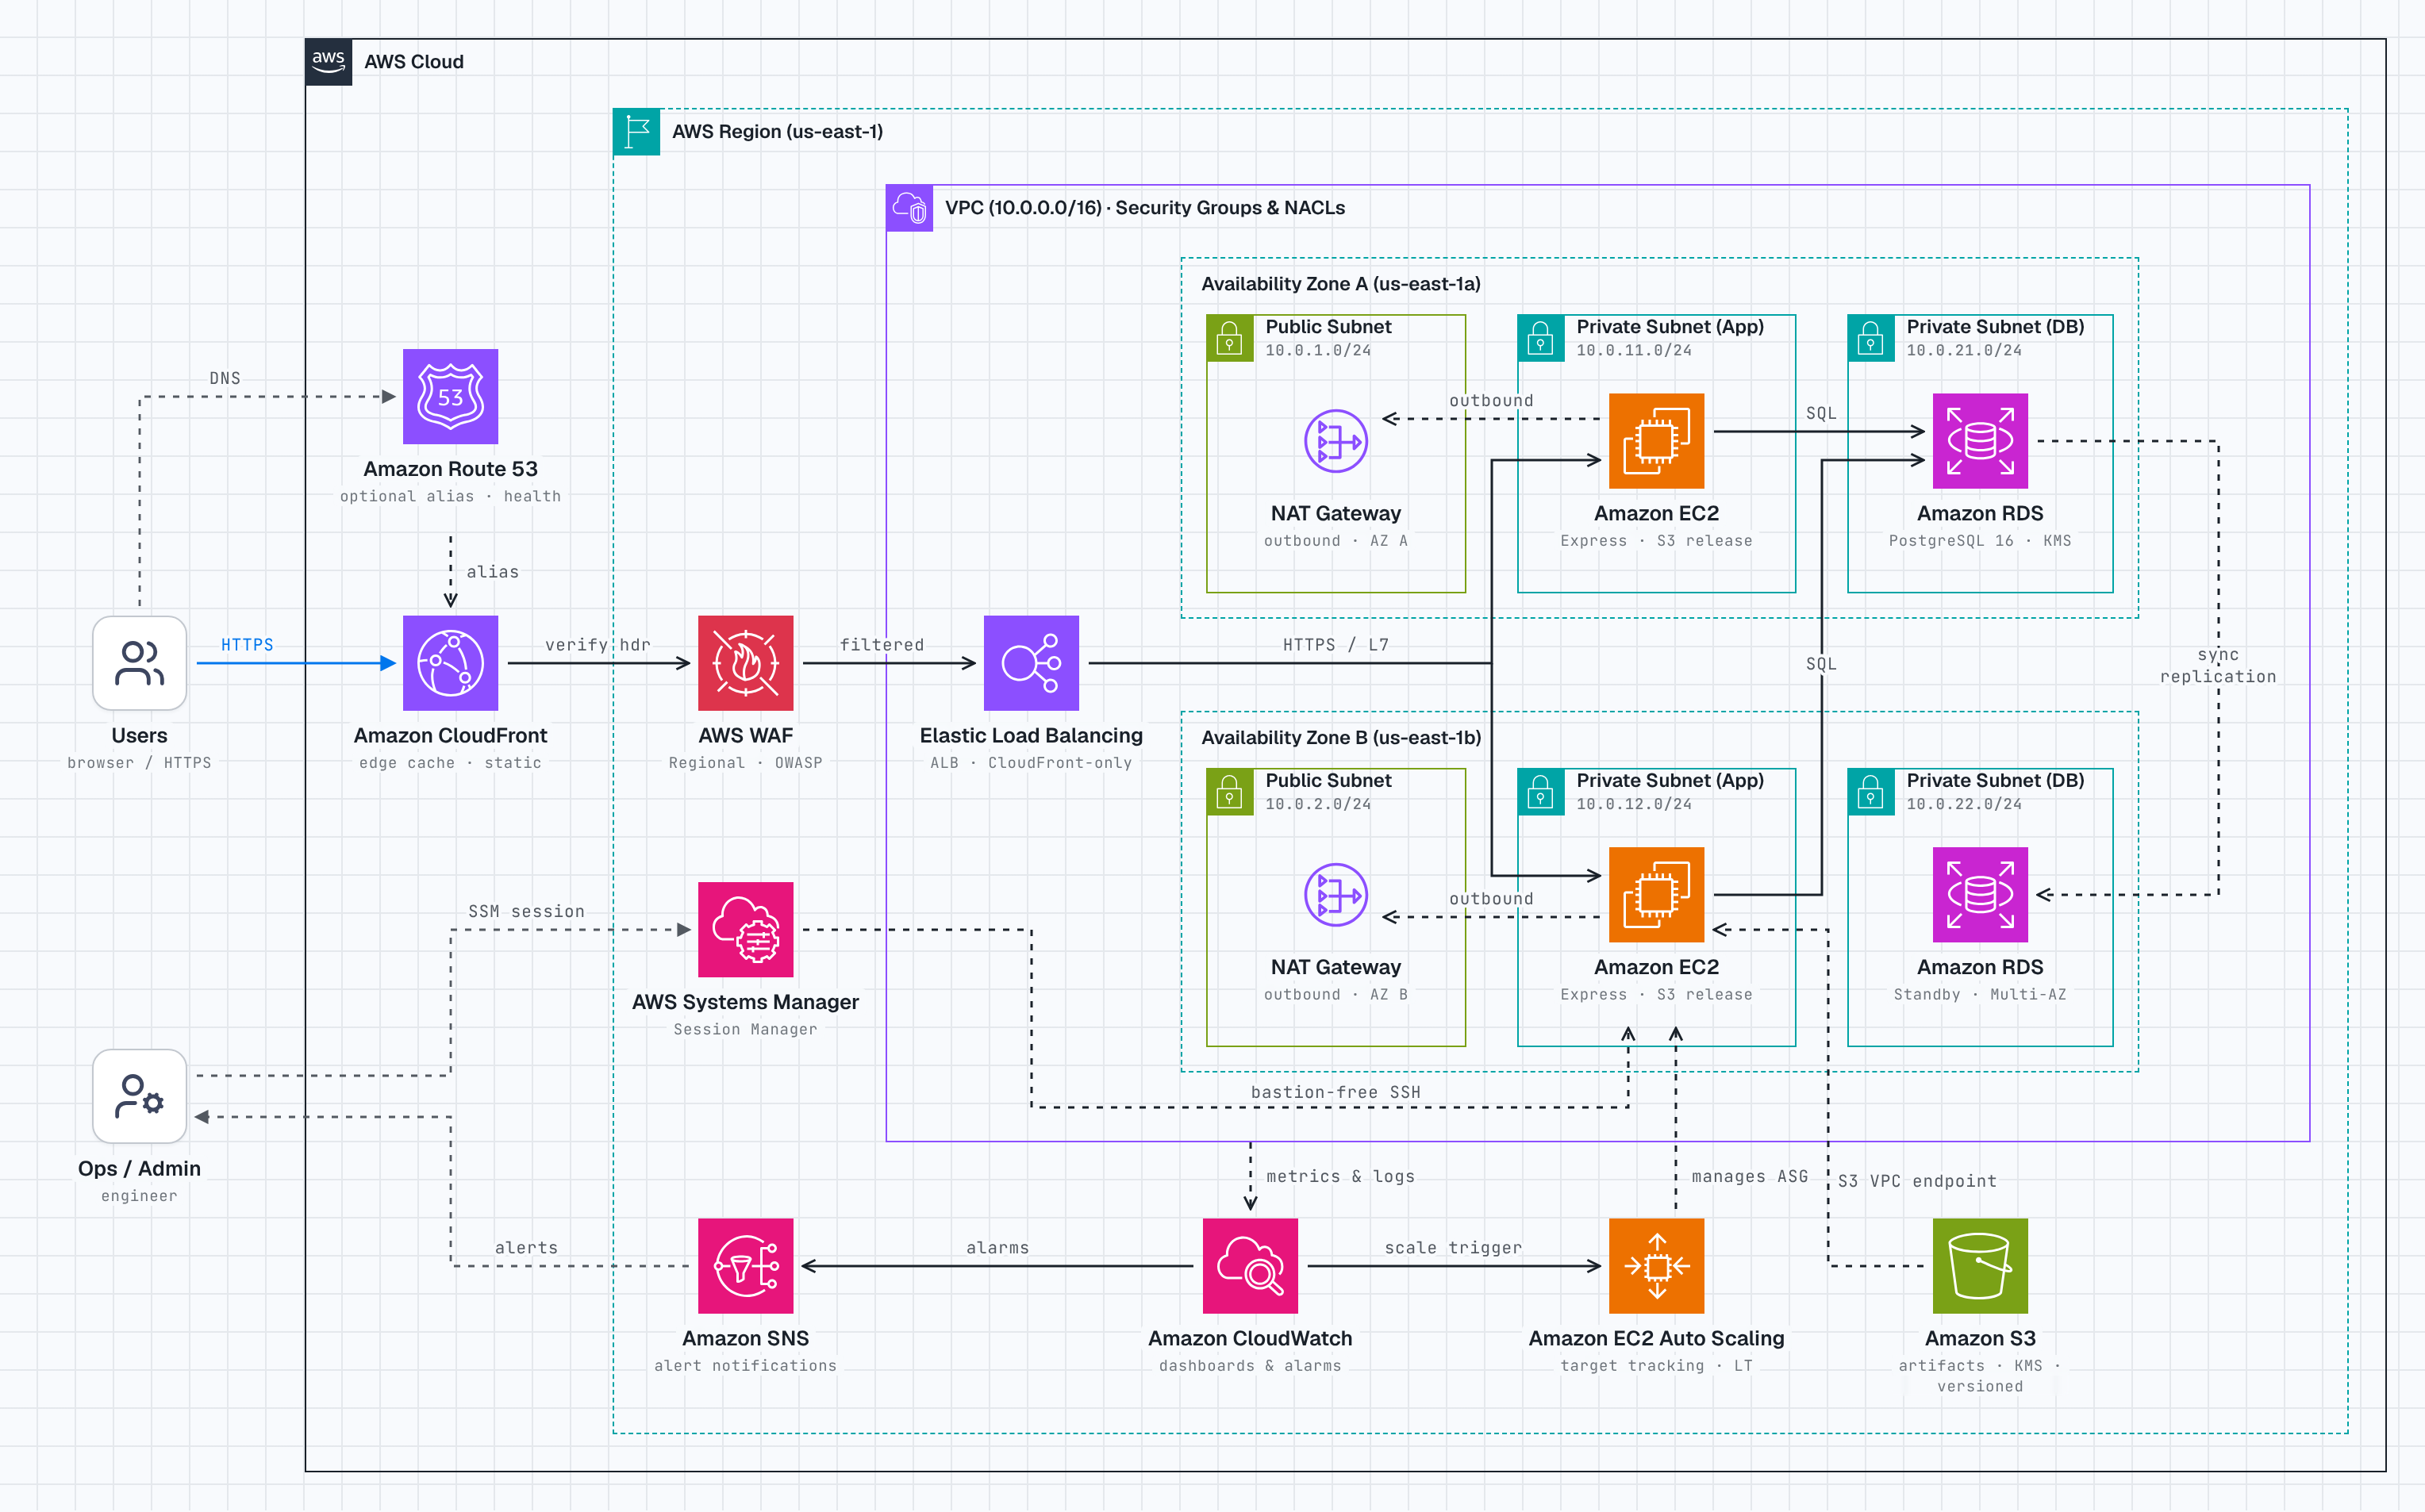 aws
AWS Cloud
AWS Region (us-east-1)
VPC (10.0.0.0/16) · Security Groups & NACLs
Availability Zone A (us-east-1a)
Public Subnet
10.0.1.0/24
Private Subnet (App)
10.0.11.0/24
Private Subnet (DB)
10.0.21.0/24
DNS
53
Amazon Route 53
optional alias · health
alias
outbound
SQL
NAT Gateway
outbound · AZ A
Amazon EC2
Express · S3 release
Amazon RDS
PostgreSQL 16 · KMS
HTTPS
verify hdr
filtered
HTTPS / L7
SQL
sync
replication
Users
browser / HTTPS
Amazon CloudFront
edge cache · static
AWS WAF
Regional · OWASP
Elastic Load Balancing
ALB · CloudFront-only
Availability Zone B (us-east-1b)
Public Subnet
10.0.2.0/24
Private Subnet (App)
10.0.12.0/24
Private Subnet (DB)
10.0.22.0/24
SSM session
outbound
NAT Gateway
outbound · AZ B
Amazon EC2
Express · S3 release
Amazon RDS
Standby · Multi-AZ
AWS Systems Manager
Session Manager
bastion-free SSH
Ops / Admin
engineer
metrics & logs
manages ASG
S3 VPC endpoint
alerts
alarms
scale trigger
Amazon SNS
alert notifications
Amazon CloudWatch
dashboards & alarms
Amazon EC2 Auto Scaling
target tracking · LT
Amazon S3
artifacts · KMS ·
versioned